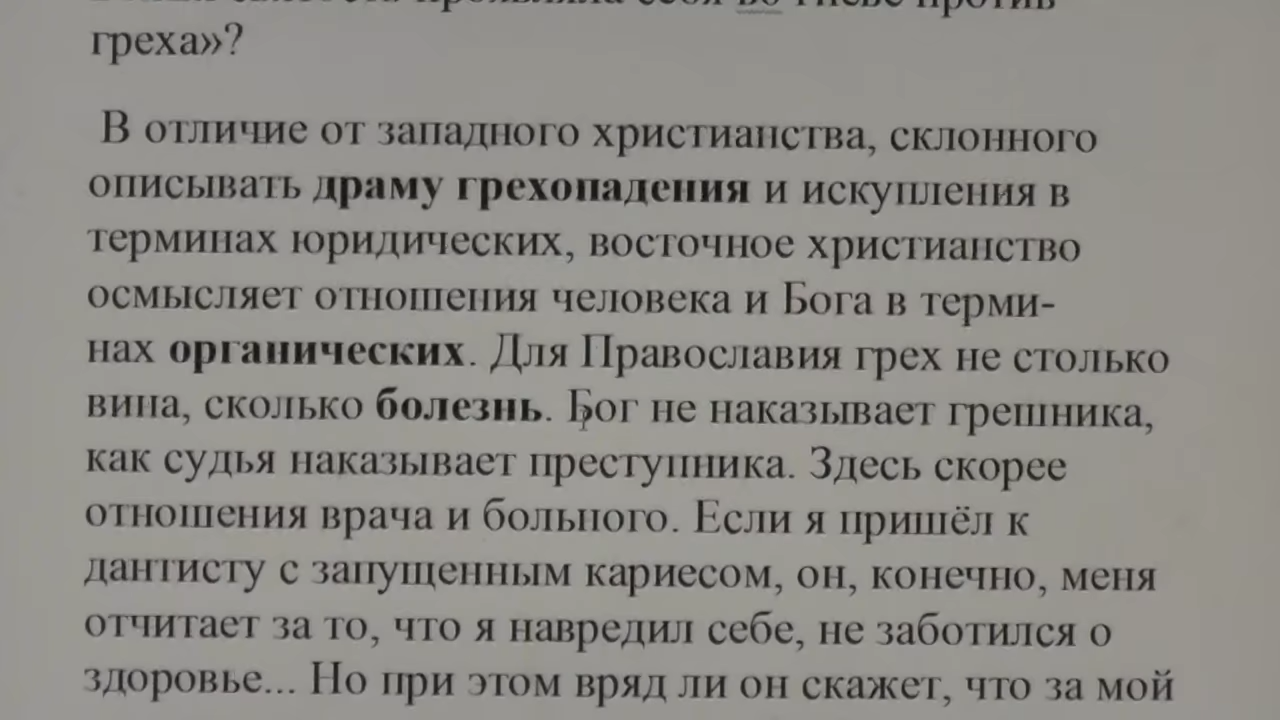 во гневе против
греха»?
В отличие от западного христианства, склонного
описывать драму грехопадения и искупления в
терминах юридических, восточное христианство
осмысляет отношения человека и Бога в терми-
нах органических. Для Православия грех не столько
вина, сколько болезнь. Бог не наказывает грешника,
как судья наказывает преступника. Здесь скорее
отношения врача и больного. Если я пришёл к
дантисту с запущенным кариесом, он, конечно, меня
отчитает за то, что я навредил себе, не заботился о
здоровье... Но при этом вряд ли он скажет, что за мой